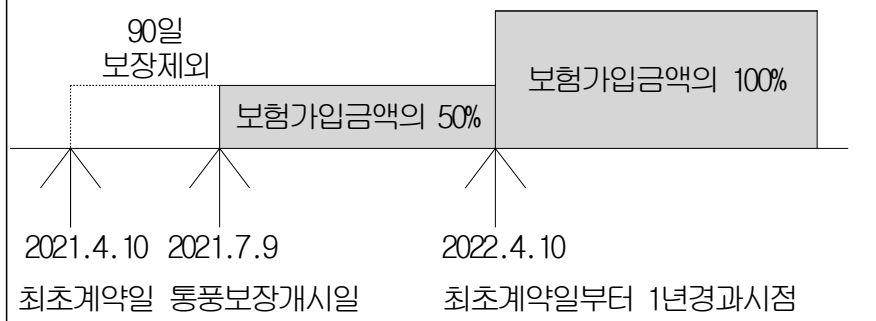 90일
보장제외
보험가입금액의 50%
보험가입금액의 100%
2021.4.10 2021.7.9 2022.4.10
최초계약일 통풍보장개시일 최초계약일부터 1년경과시점